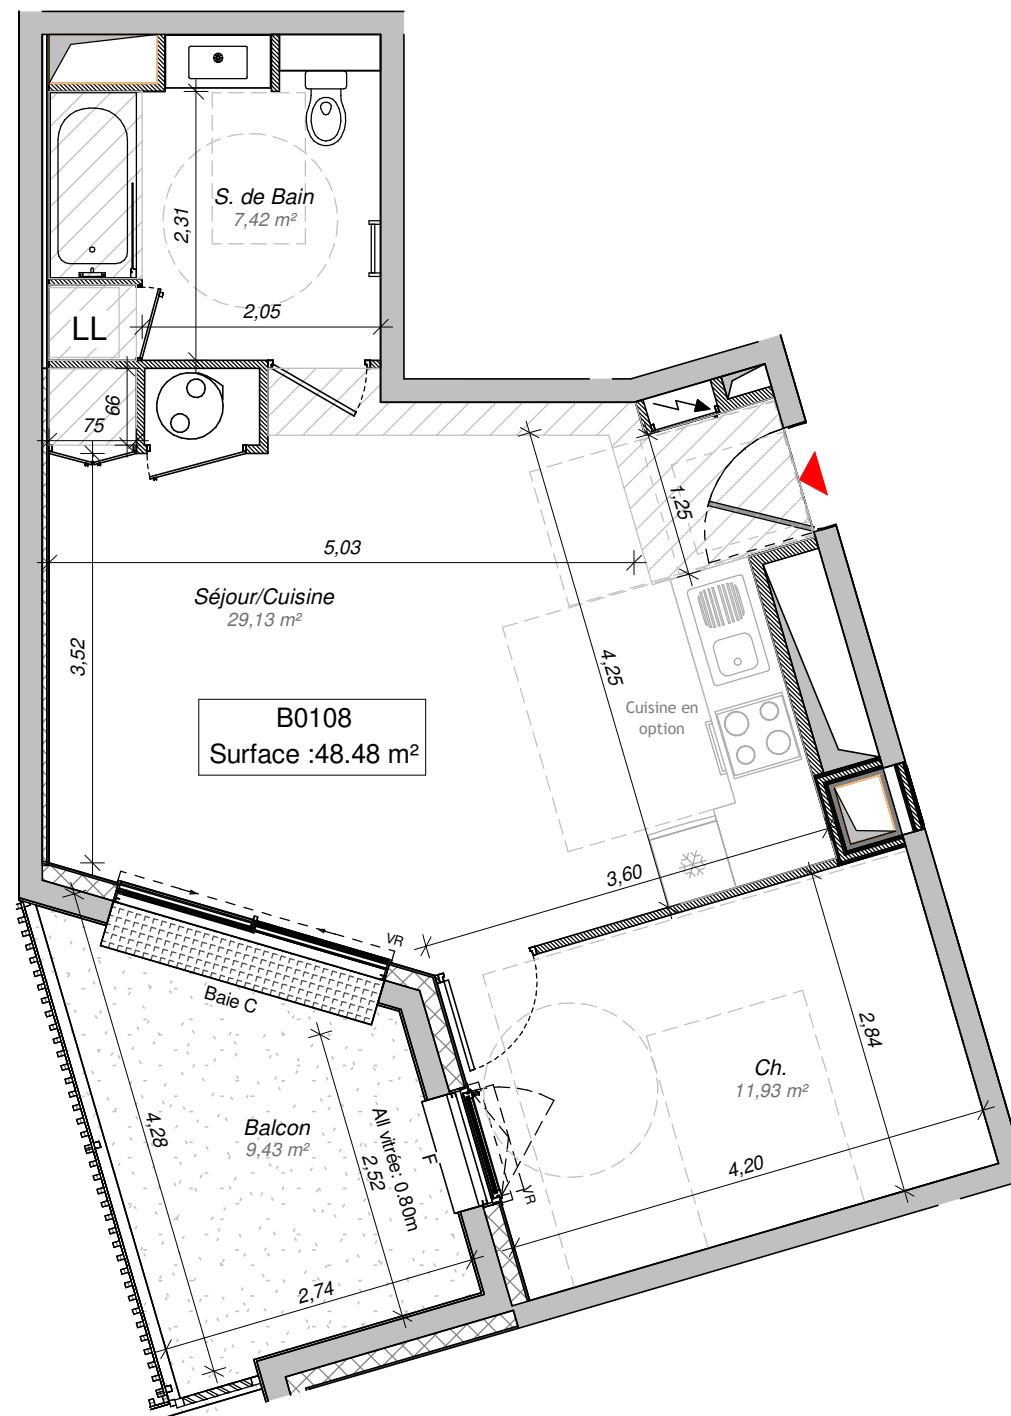 S. de Bain
7,42 m²
2,31
2,05
LL
66
75
1,25
5,03
Séjour/Cuisine
29,13 m²
3,52
4,25
Cuisine en
option
B0108
Surface :48.48 m²
3,60
VR
Baie C
2,84
Ch.
11,93 m²
4,28
Balcon
9,43 m²
All vitrée: 0.80m
2,52
F
VR
4,20
2,74